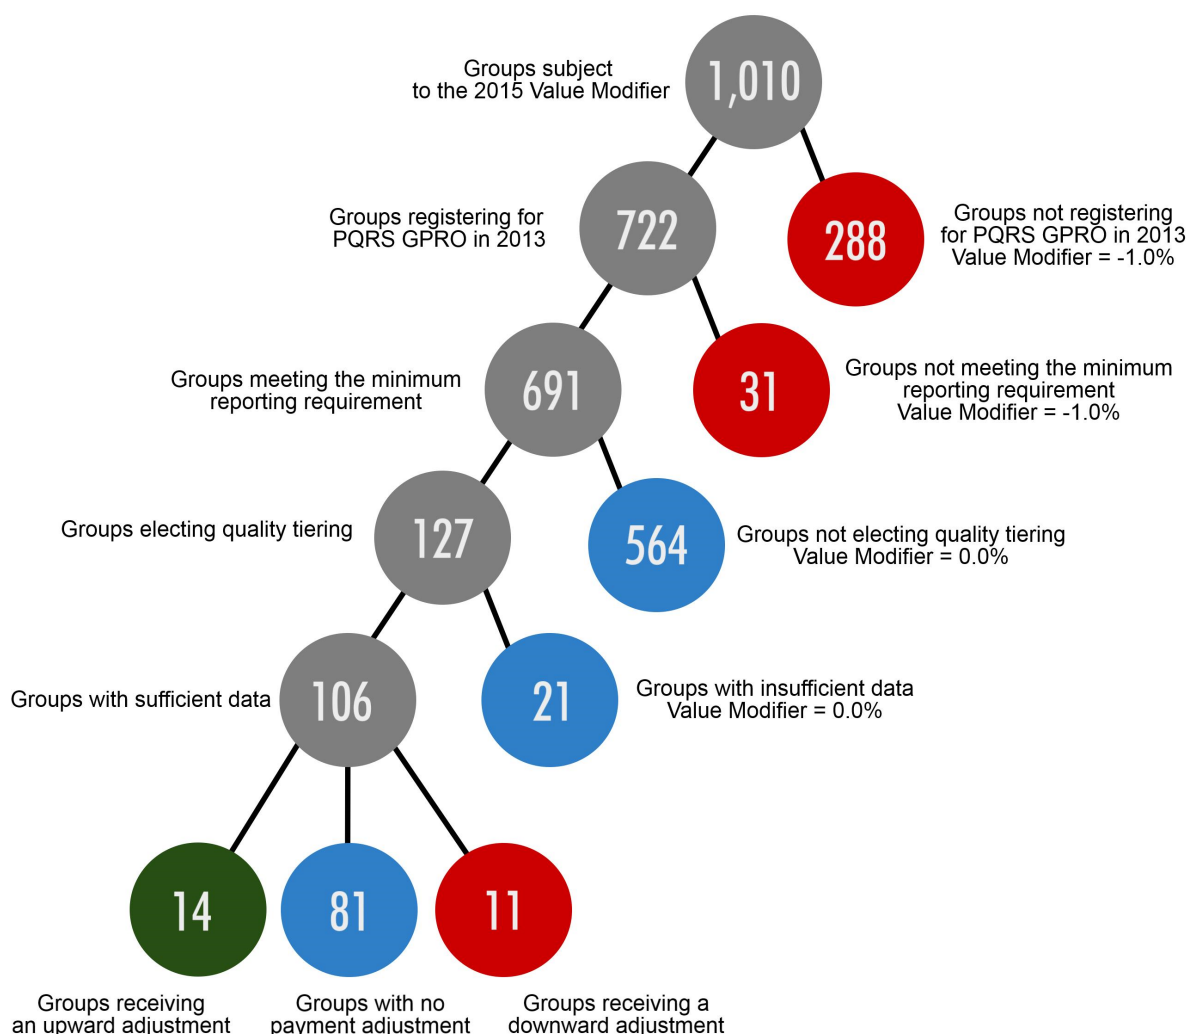 Groups subject
to the 2015 Value Modifier
1,010
Groups registering for
PQRS GPRO in 2013
722
288
Groups not registering
for PQRS GPRO in 2013
Value Modifier = -1.0%
Groups meeting the minimum
reporting requirement
691
31
Groups not meeting the minimum
reporting requirement
Value Modifier = -1.0%
Groups electing quality tiering
127
564
Groups not electing quality tiering
Value Modifier = 0.0%
Groups with sufficient data
106
21
Groups with insufficient data
Value Modifier = 0.0%
14
81
11
Groups receiving
an upward adjustment
Groups with no
payment adjustment
Groups receiving a
downward adjustment